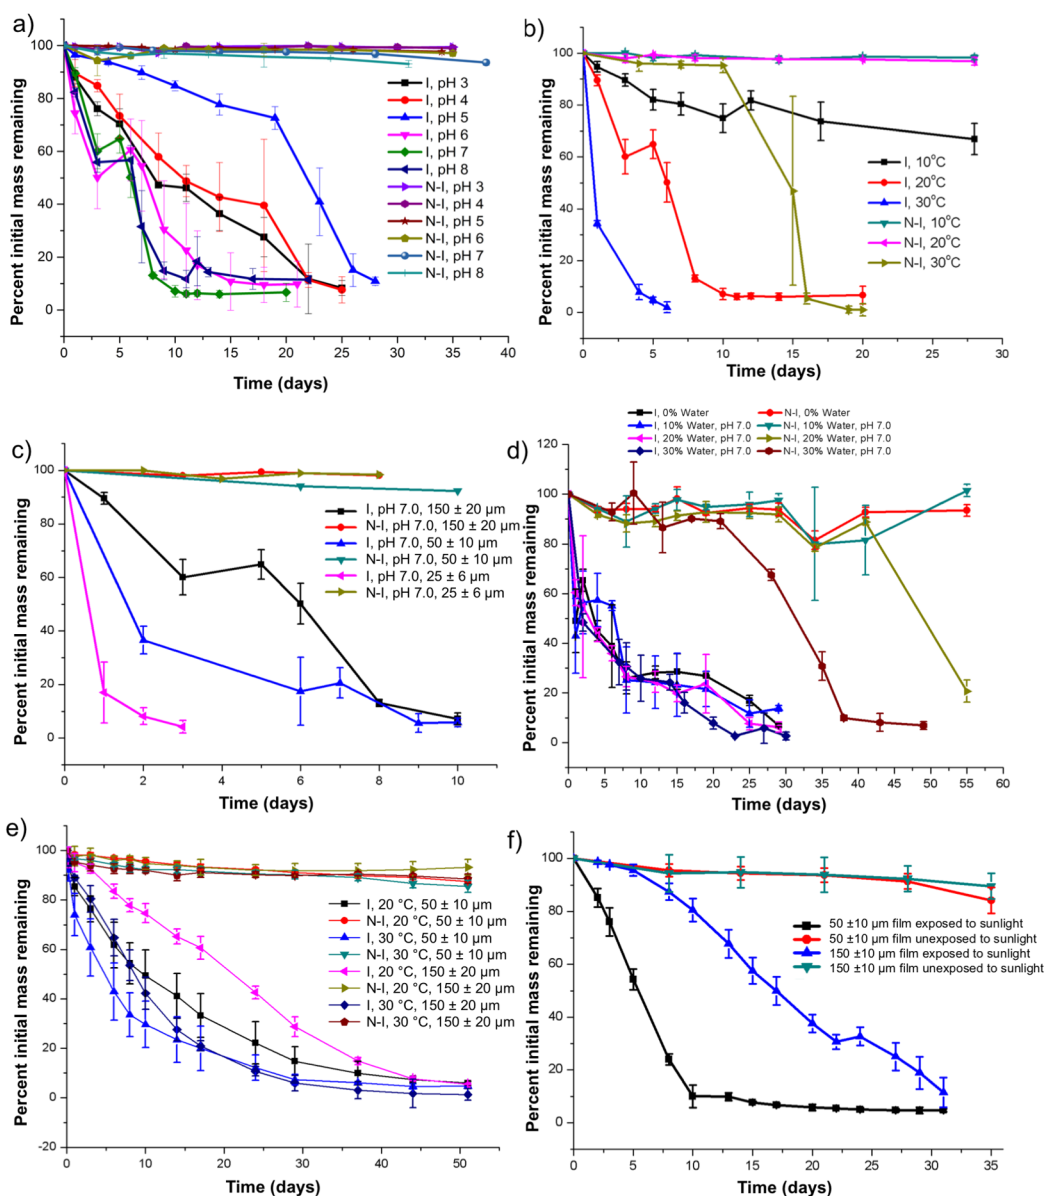 a)
Percent initial mass remaining
100
80
60
40
20
0
0
5
10
15
20
25
30
35
40
Time (days)
I, pH 3
I, pH 4
I, pH 5
I, pH 6
I, pH 7
I, pH 8
N-I, pH 3
N-I, pH 4
N-I, pH 5
N-I, pH 6
N-I, pH 7
N-I, pH 8
b)
Percent initial mass remaining
100
80
60
40
20
0
0
5
10
15
20
25
30
Time (days)
I, 10°C
I, 20°C
I, 30°C
N-I, 10°C
N-I, 20°C
N-I, 30°C
c)
Percent initial mass remaining
100
80
60
40
20
0
0
2
4
6
8
10
Time (days)
I, pH 7.0, 150 ± 20 µm
N-I, pH 7.0, 150 ± 20 µm
I, pH 7.0, 50 ± 10 µm
N-I, pH 7.0, 50 ± 10 µm
I, pH 7.0, 25 ± 6 µm
N-I, pH 7.0, 25 ± 6 µm
d)
I, 0% Water
N-I, 0% Water
I, 10% Water, pH 7.0
N-I, 10% Water, pH 7.0
I, 20% Water, pH 7.0
N-I, 20% Water, pH 7.0
I, 30% Water, pH 7.0
N-I, 30% Water, pH 7.0
Percent initial mass remaining
120
100
80
60
40
20
0
0
5
10
15
20
25
30
35
40
45
50
55
60
Time (days)
e)
Percent initial mass remaining
100
80
60
40
20
0
-20
0
10
20
30
40
50
Time (days)
I, 20 °C, 50 ± 10 µm
N-I, 20 °C, 50 ± 10 µm
I, 30 °C, 50 ± 10 µm
N-I, 30 °C, 50 ± 10 µm
I, 20 °C, 150 ± 20 µm
N-I, 20 °C, 150 ± 20 µm
I, 30 °C, 150 ± 20 µm
N-I, 30 °C, 150 ± 20 µm
f)
Percent initial mass remaining
100
80
60
40
20
0
0
5
10
15
20
25
30
35
Time (days)
50 ±10 µm film exposed to sunlight
50 ±10 µm film unexposed to sunlight
150 ±10 µm film exposed to sunlight
150 ±10 µm film unexposed to sunlight